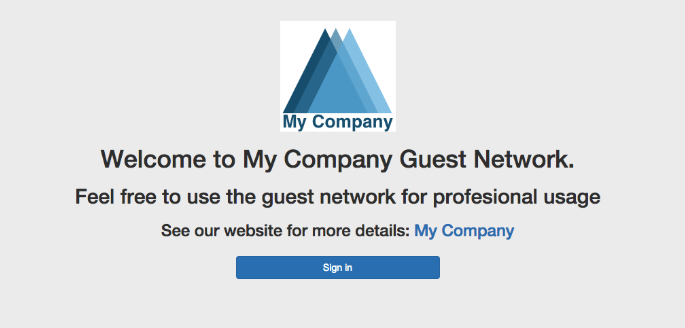 My Company
Welcome to My Company Guest Network.
Feel free to use the guest network for profesional usage
See our website for more details: My Company
Sign in